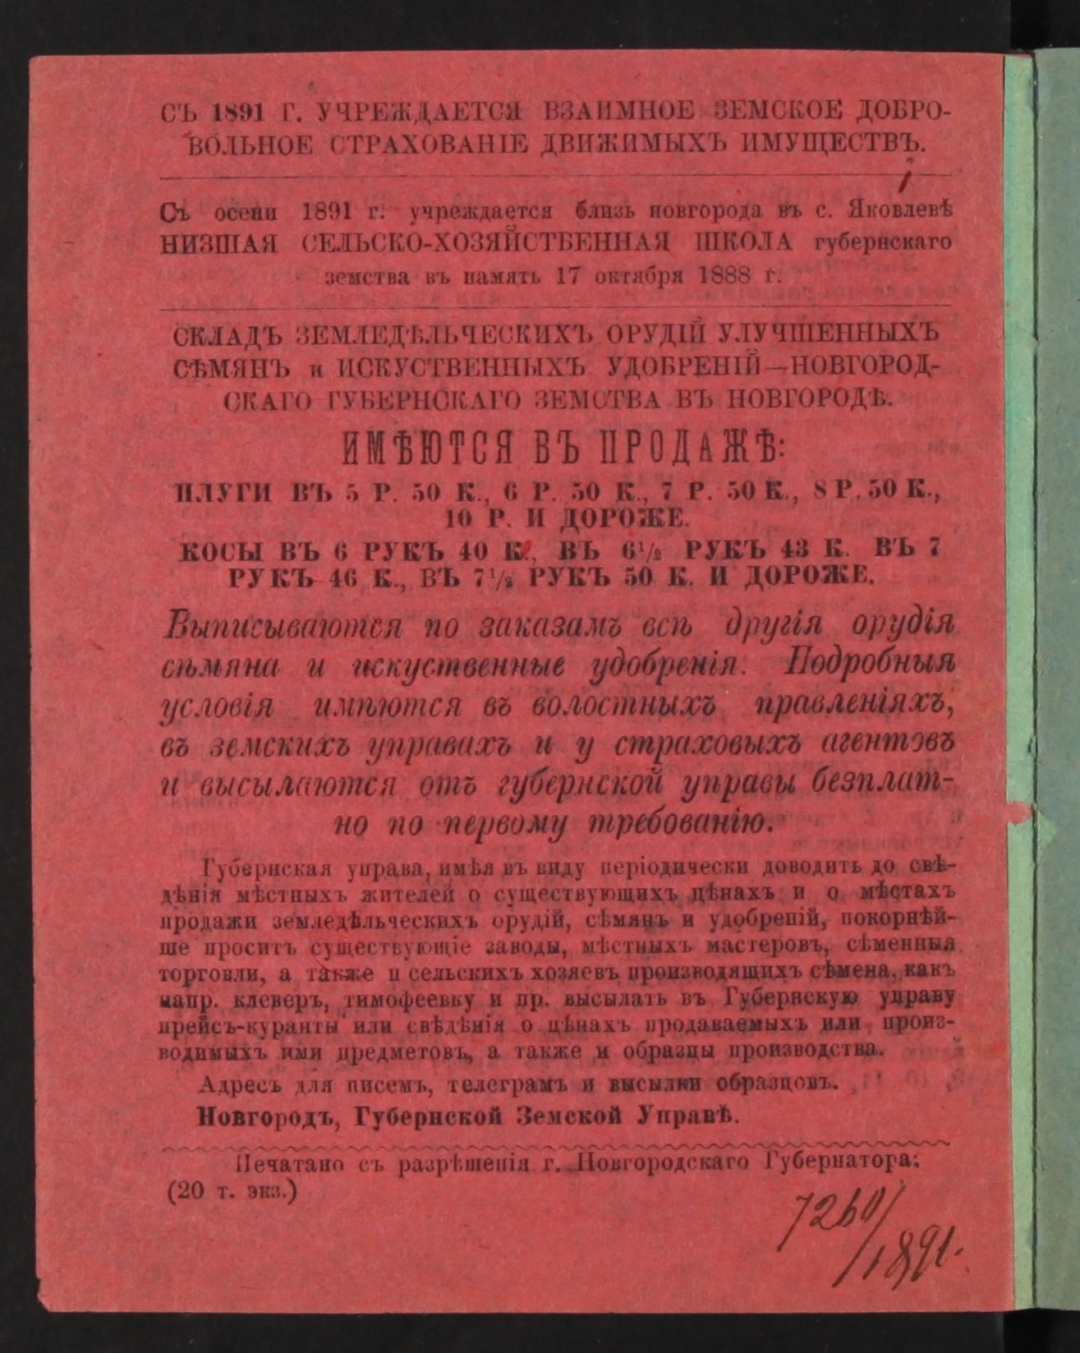 СЪ 1891 Г. УЧРЕЖДАЕТСЯ ВЗАИМНОЕ ЗЕМСКОЕ ДОБРО-
ВОЛЬНОЕ СТРАХОВАНІЕ ДВИЖИМЫХЪ ИМУЩЕСТВЪ.
Съ осени 1891 г. учреждается близь новгорода въ с. Яковлевѣ
НИЗШАЯ СЕЛЬСКО-ХОЗЯЙСТВЕННАЯ ШКОЛА губернскаго
земства въ память 17 октября 1888 г.
СКЛАДЪ ЗЕМЛЕДѢЛЬЧЕСКИХЪ ОРУДІЙ УЛУЧШЕННЫХЪ
СѢМЯНЪ и ИСКУСТВЕННЫХЪ УДОБРЕНІЙ—НОВГОРОД-
СКАГО ГУБЕРНСКАГО ЗЕМСТВА ВЪ НОВГОРОДѢ.
ИМѢЮТСЯ ВЪ ПРОДАЖѢ:
ПЛУГИ ВЪ 5 Р. 50 К., 6 Р. 50 К., 7 Р. 50 К., 8 Р. 50 К.,
10 Р. И ДОРОЖЕ.
КОСЫ ВЪ 6 РУКЪ 40 К., ВЪ 6½ РУКЪ 43 К. ВЪ 7
РУКЪ 46 К., ВЪ 7½ РУКЪ 50 К. И ДОРОЖЕ.
Выписываются по заказамъ всѣ другія орудія
сѣмяна и искуственные удобренія. Подробныя
условія имѣются въ волостныхъ правленіяхъ,
въ земскихъ управахъ и у страховыхъ агентовъ
и высылаются отъ губернской управы безплат-
но по первому требованію.
Губернская управа, имѣя въ виду періодически доводить до свѣ-
дѣнія мѣстныхъ жителей о существующихъ цѣнахъ и о мѣстахъ
продажи земледѣльческихъ орудій, сѣмянъ и удобреній, покорнѣй-
ше проситъ существующіе заводы, мѣстныхъ мастеровъ, сѣменныя
торговли, а также и сельскихъ хозяевъ производящихъ сѣмена, какъ
напр. клеверъ, тимофеевку и пр. высылать въ Губернскую управу
прейсъ-куранты или свѣдѣнія о цѣнахъ продаваемыхъ или произ-
водимыхъ ими предметовъ, а также и образцы производства.
Адресъ для писемъ, телеграмъ и высылки образцовъ.
Новгородъ, Губернской Земской Управѣ.
Печатано съ разрѣшенія г. Новгородскаго Губернатора.
(20 т. экз.)
7260/
/1891.